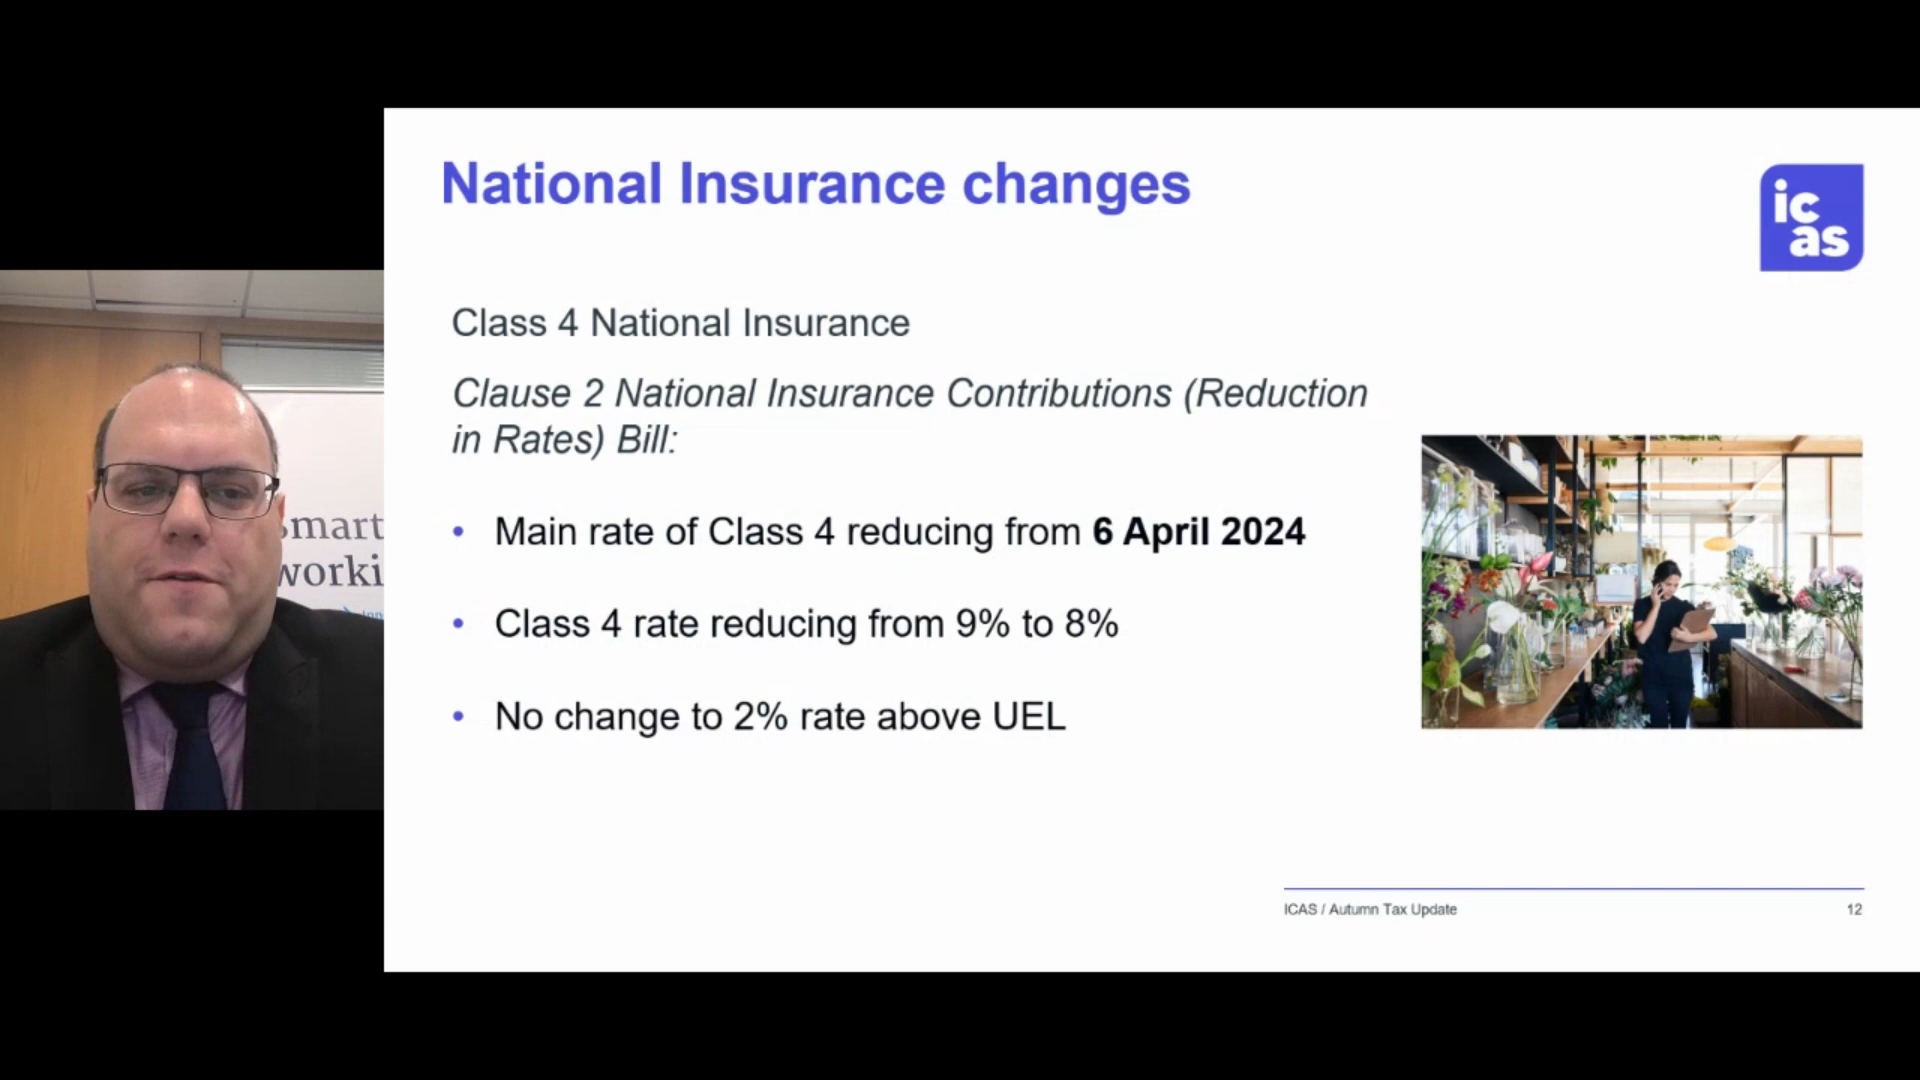 National Insurance changes
ic
as
Class 4 National Insurance
Clause 2 National Insurance Contributions (Reduction
in Rates) Bill:
• Main rate of Class 4 reducing from 6 April 2024
• Class 4 rate reducing from 9% to 8%
• No change to 2% rate above UEL
smart
worki
ICAS / Autumn Tax Update
12